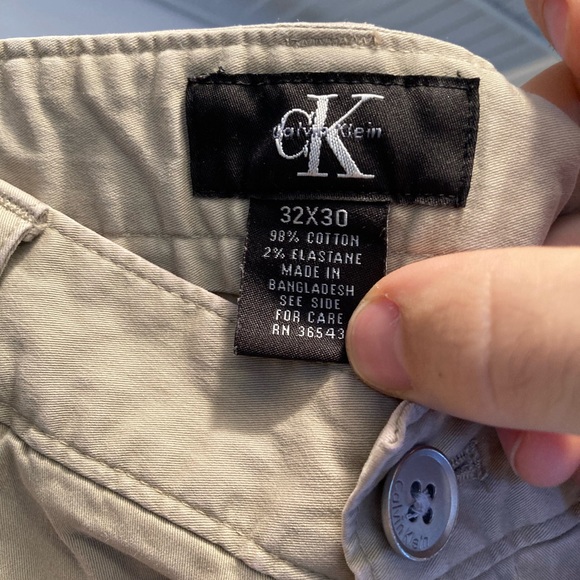 cK
Calvin Klein
32X30
98% COTTON
2% ELASTANE
MADE IN
BANGLADESH
SEE SIDE
FOR CARE
RN 36543